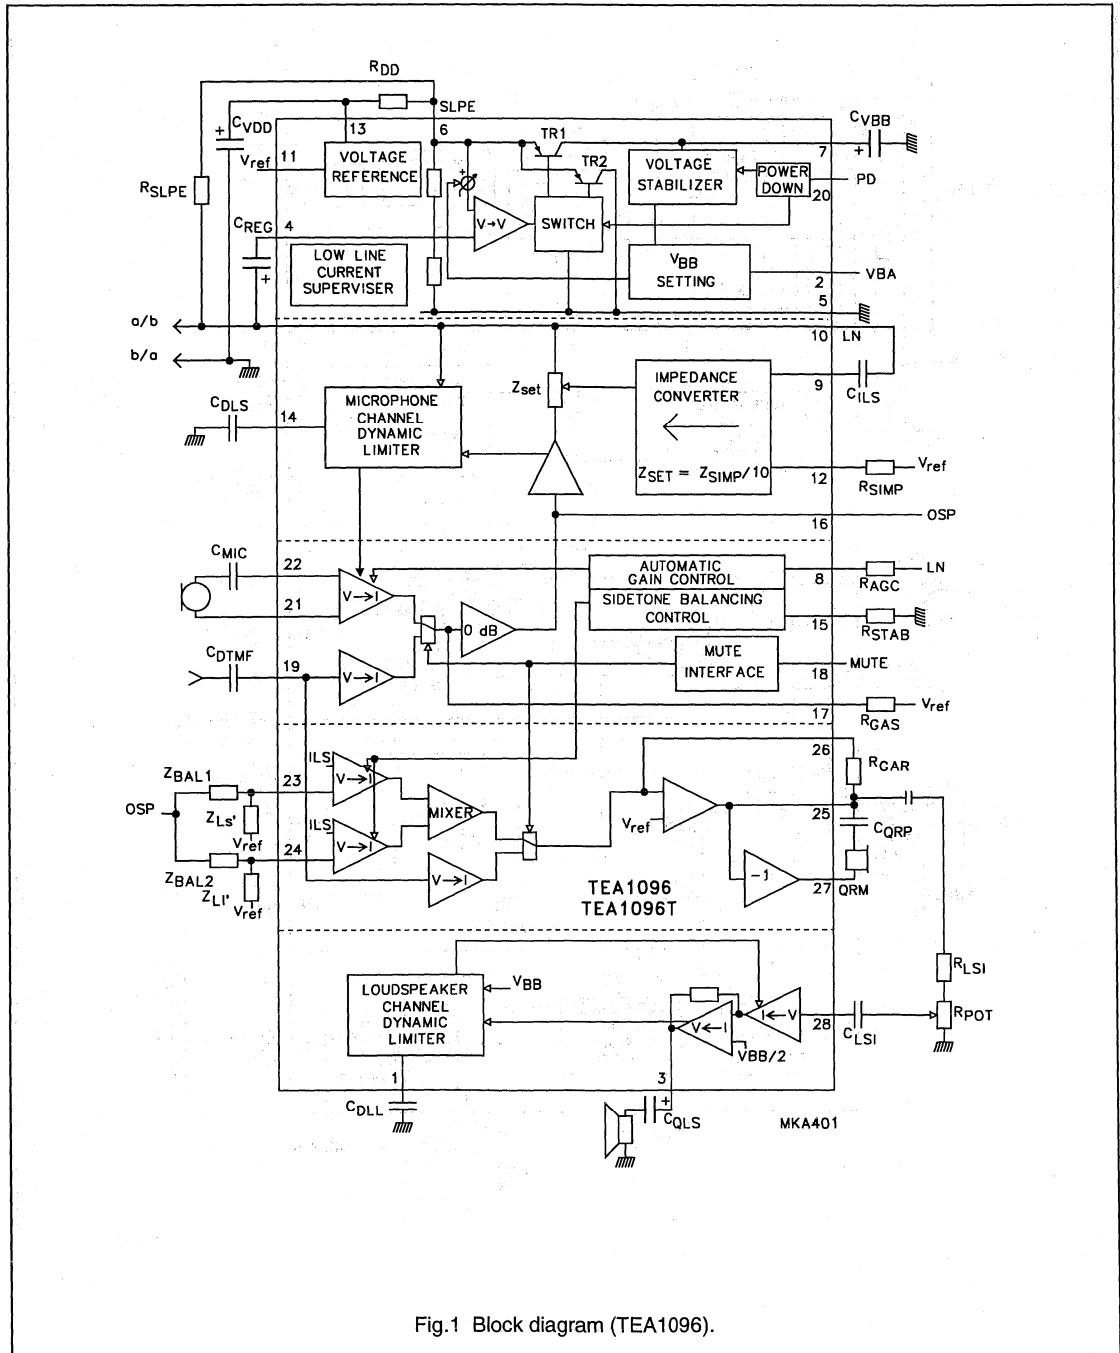 RDD
SLPE
CVDD
13
6
TR1
CVBB
+
+
7
Vref
11
VOLTAGE
REFERENCE
TR2
VOLTAGE
STABILIZER
POWER
DOWN
PD
20
RSLPE
+
CREG
4
V→V
SWITCH
LOW LINE
CURRENT
SUPERVISER
+
VBB
SETTING
VBA
2
5
a/b
10
LN
b/a
Zset
IMPEDANCE
CONVERTER
9
CILS
CDLS
14
MICROPHONE
CHANNEL
DYNAMIC
LIMITER
ZSET = ZSIMP/10
12
RSIMP
Vref
16
OSP
CMIC
22
V→I
21
AUTOMATIC
GAIN CONTROL
8
RAGC
LN
SIDETONE BALANCING
CONTROL
15
RSTAB
0 dB
CDTMF
19
V→I
MUTE
INTERFACE
MUTE
18
17
RGAS
Vref
26
RGAR
ZBAL1
23
ILS
V→I
OSP
ZLs'
Vref
ILS
24
V→I
MIXER
Vref
25
CQRP
ZBAL2
ZLl'
Vref
V→I
-1
27
QRM
TEA1096
TEA1096T
RLSI
LOUDSPEAKER
CHANNEL
DYNAMIC
LIMITER
VBB
V←I
I←V
28
CLSI
RPOT
VBB/2
1
3
CDLL
+
CQLS
MKA401
Fig.1 Block diagram (TEA1096).